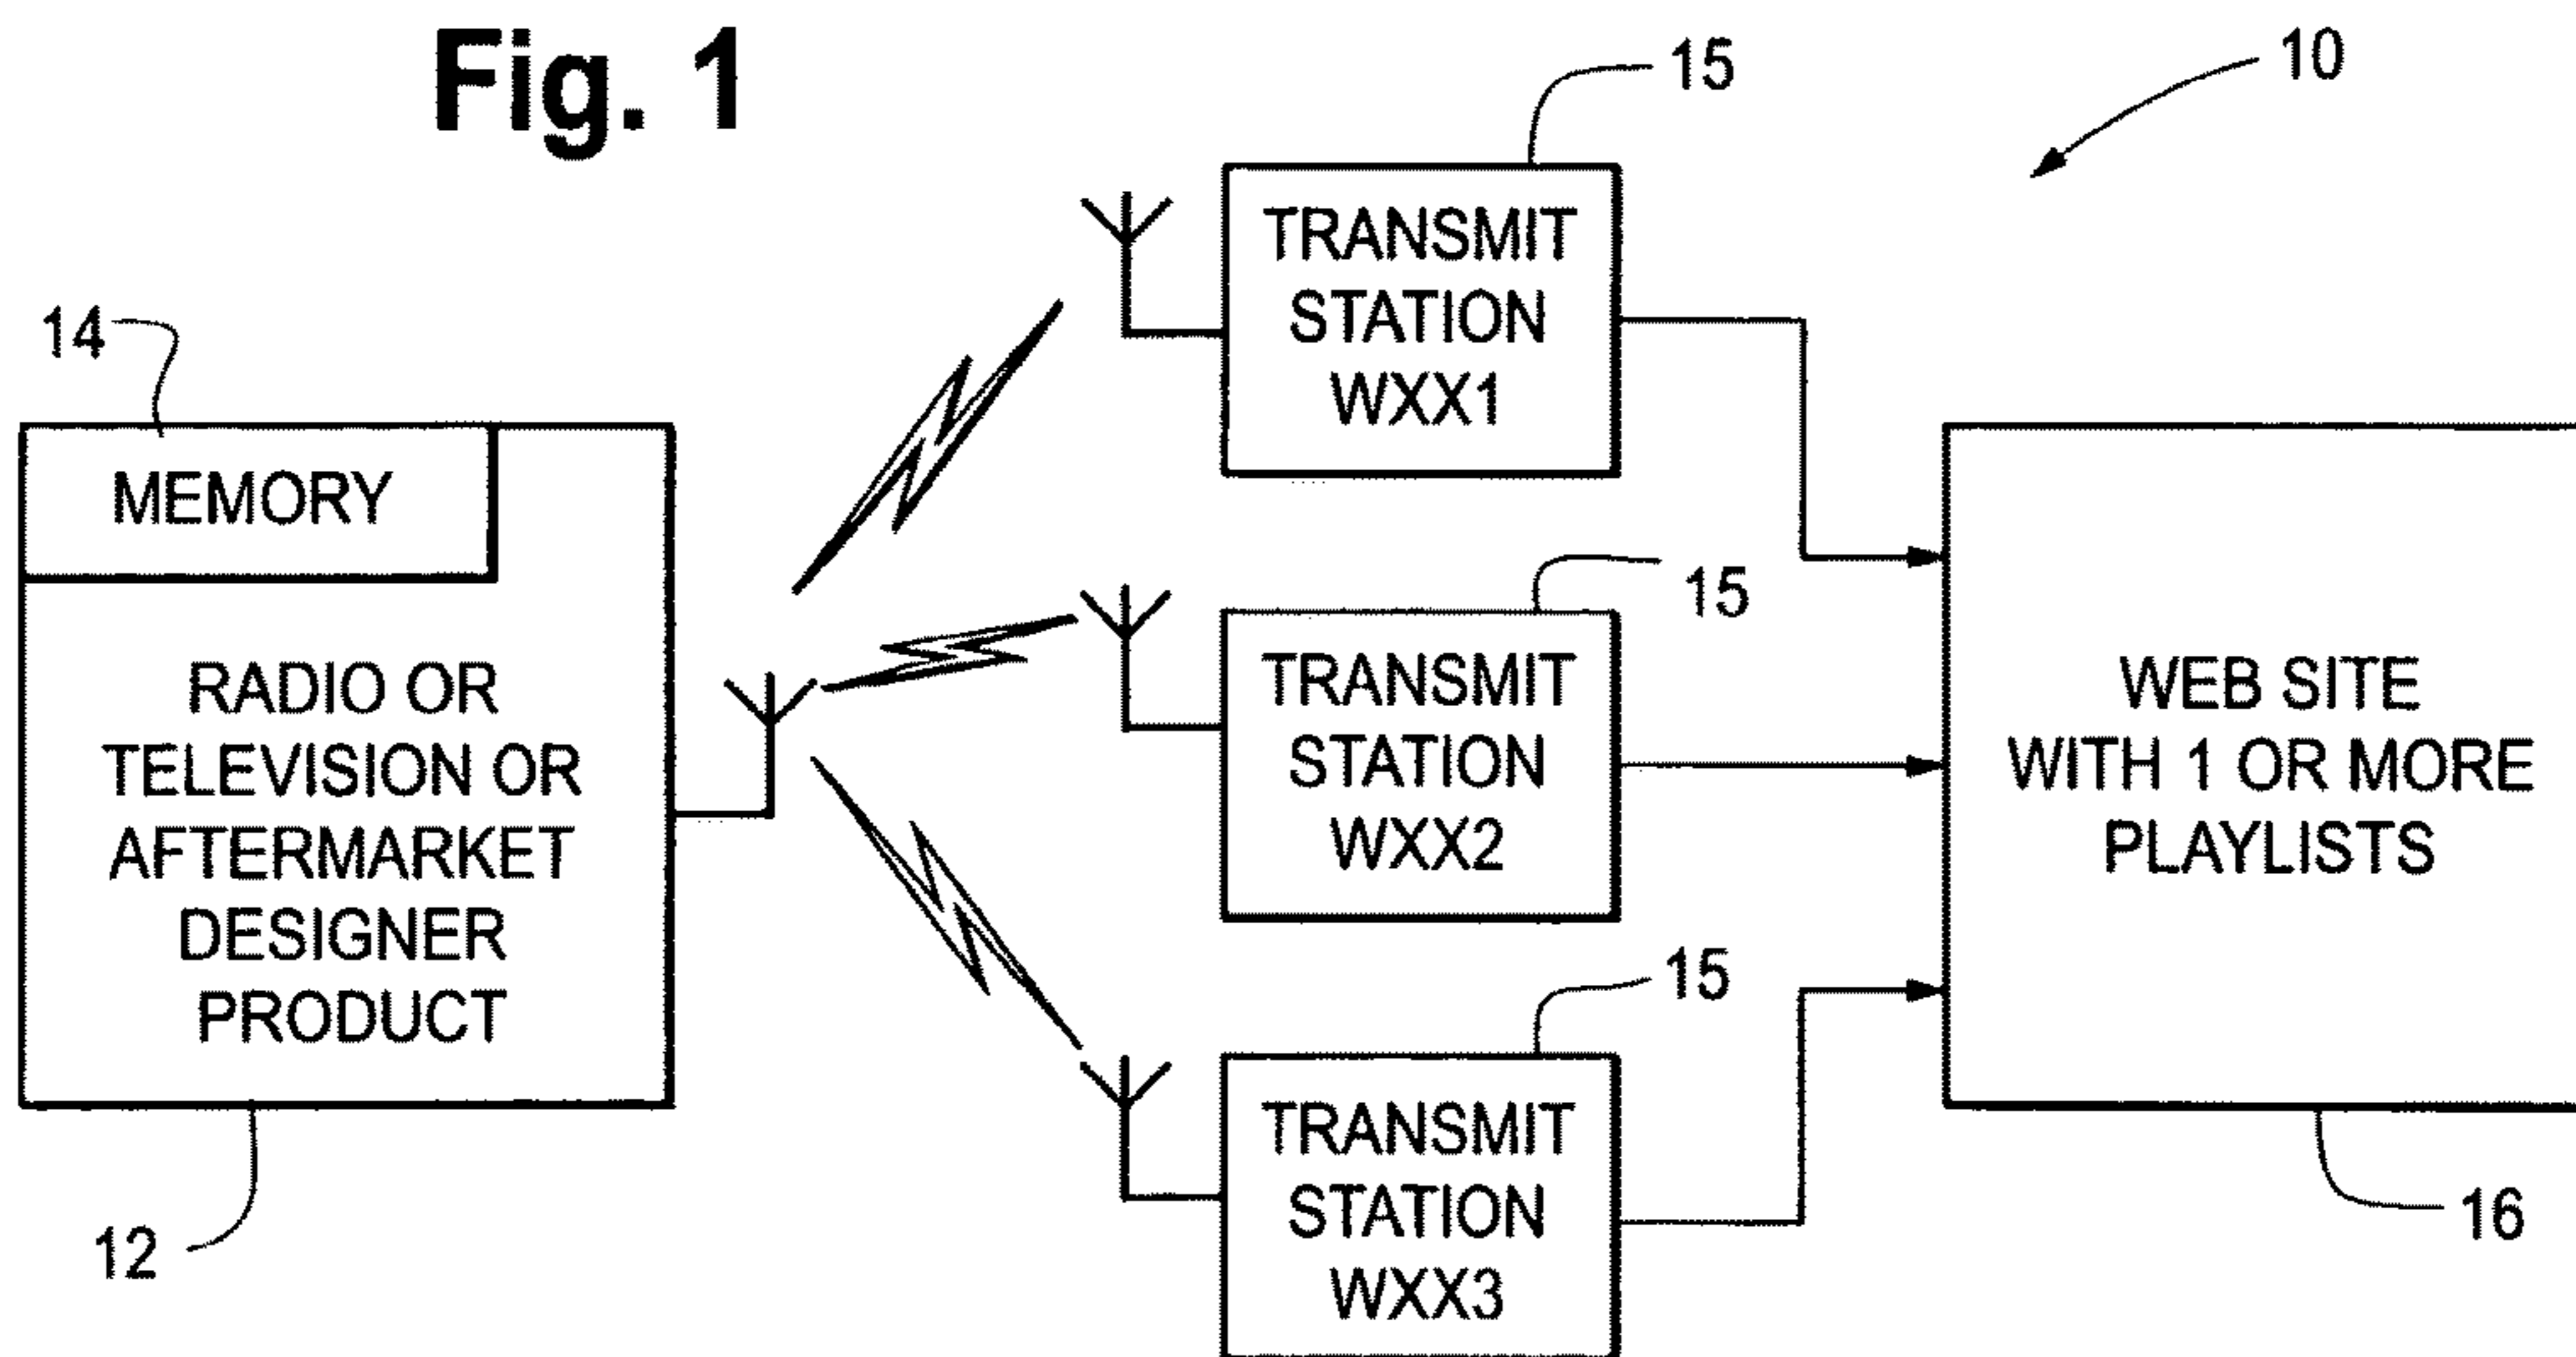 Fig. 1
10
15
TRANSMIT
STATION
WXX1
14
MEMORY
RADIO OR
TELEVISION OR
AFTERMARKET
DESIGNER
PRODUCT
12
15
TRANSMIT
STATION
WXX2
15
TRANSMIT
STATION
WXX3
WEB SITE
WITH 1 OR MORE
PLAYLISTS
16